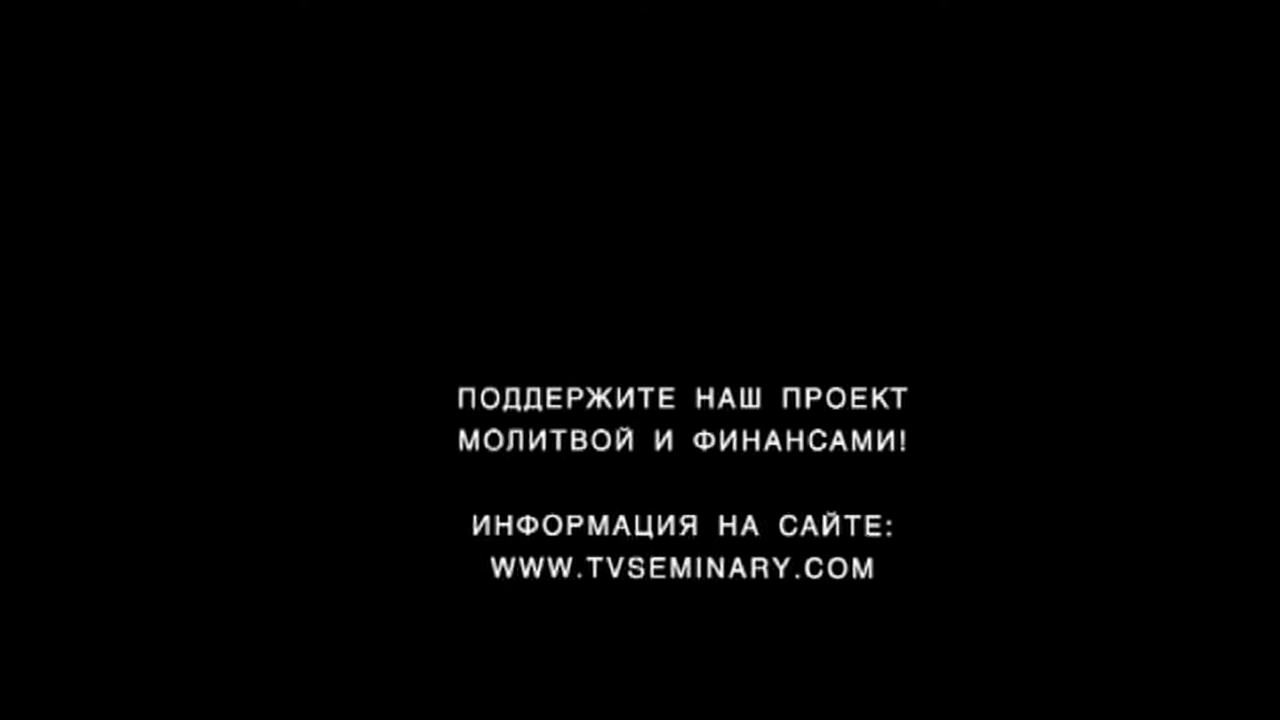 ПОДДЕРЖИТЕ НАШ ПРОЕКТ
МОЛИТВОЙ И ФИНАНСАМИ!
ИНФОРМАЦИЯ НА САЙТЕ:
WWW.TVSEMINARY.COM